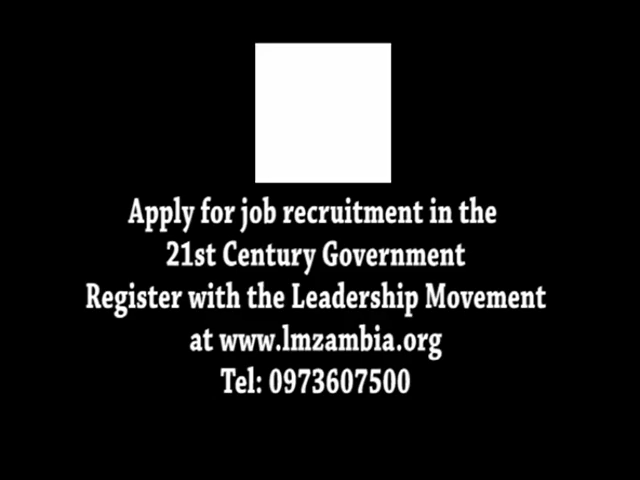 Apply for job recruitment in the
21st Century Government
Register with the Leadership Movement
at www.lmzambia.org
Tel: 0973607500